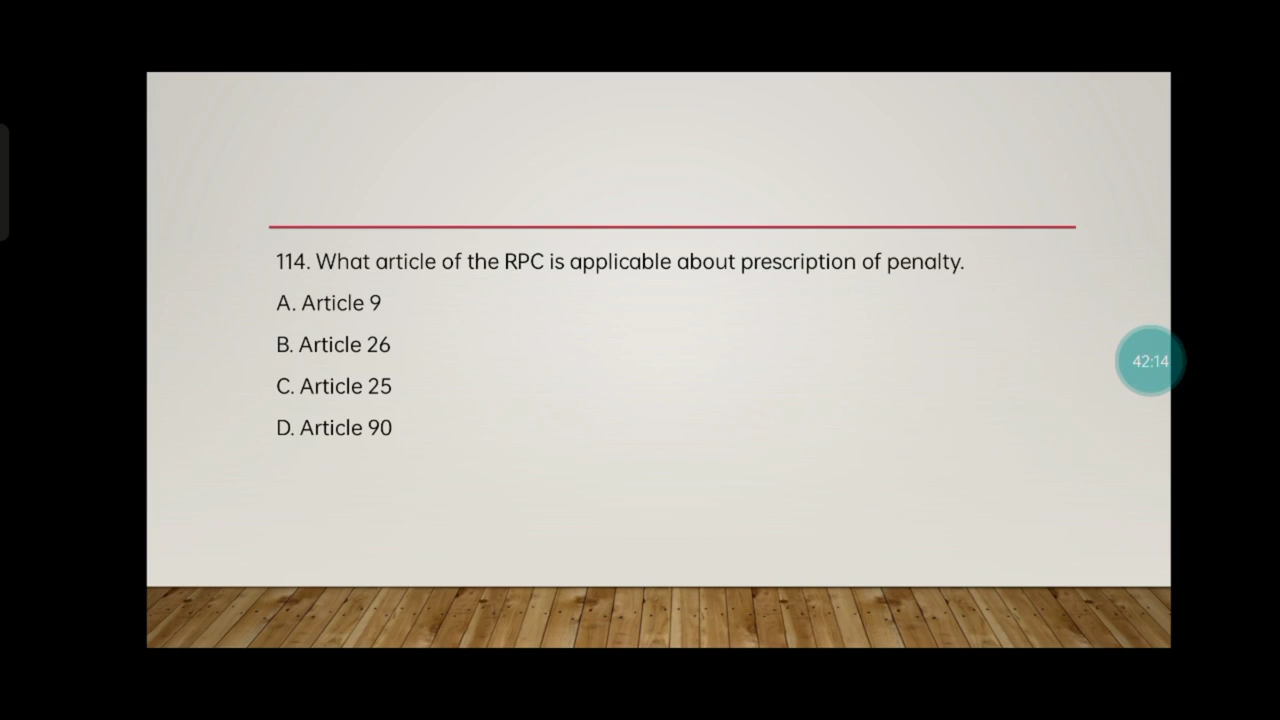 114. What article of the RPC is applicable about prescription of penalty.
A. Article 9
B. Article 26
C. Article 25
D. Article 90
42:14